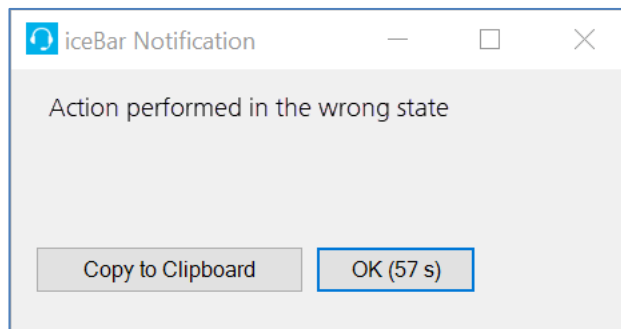 iceBar Notification
Action performed in the wrong state
Copy to Clipboard
OK (57 s)